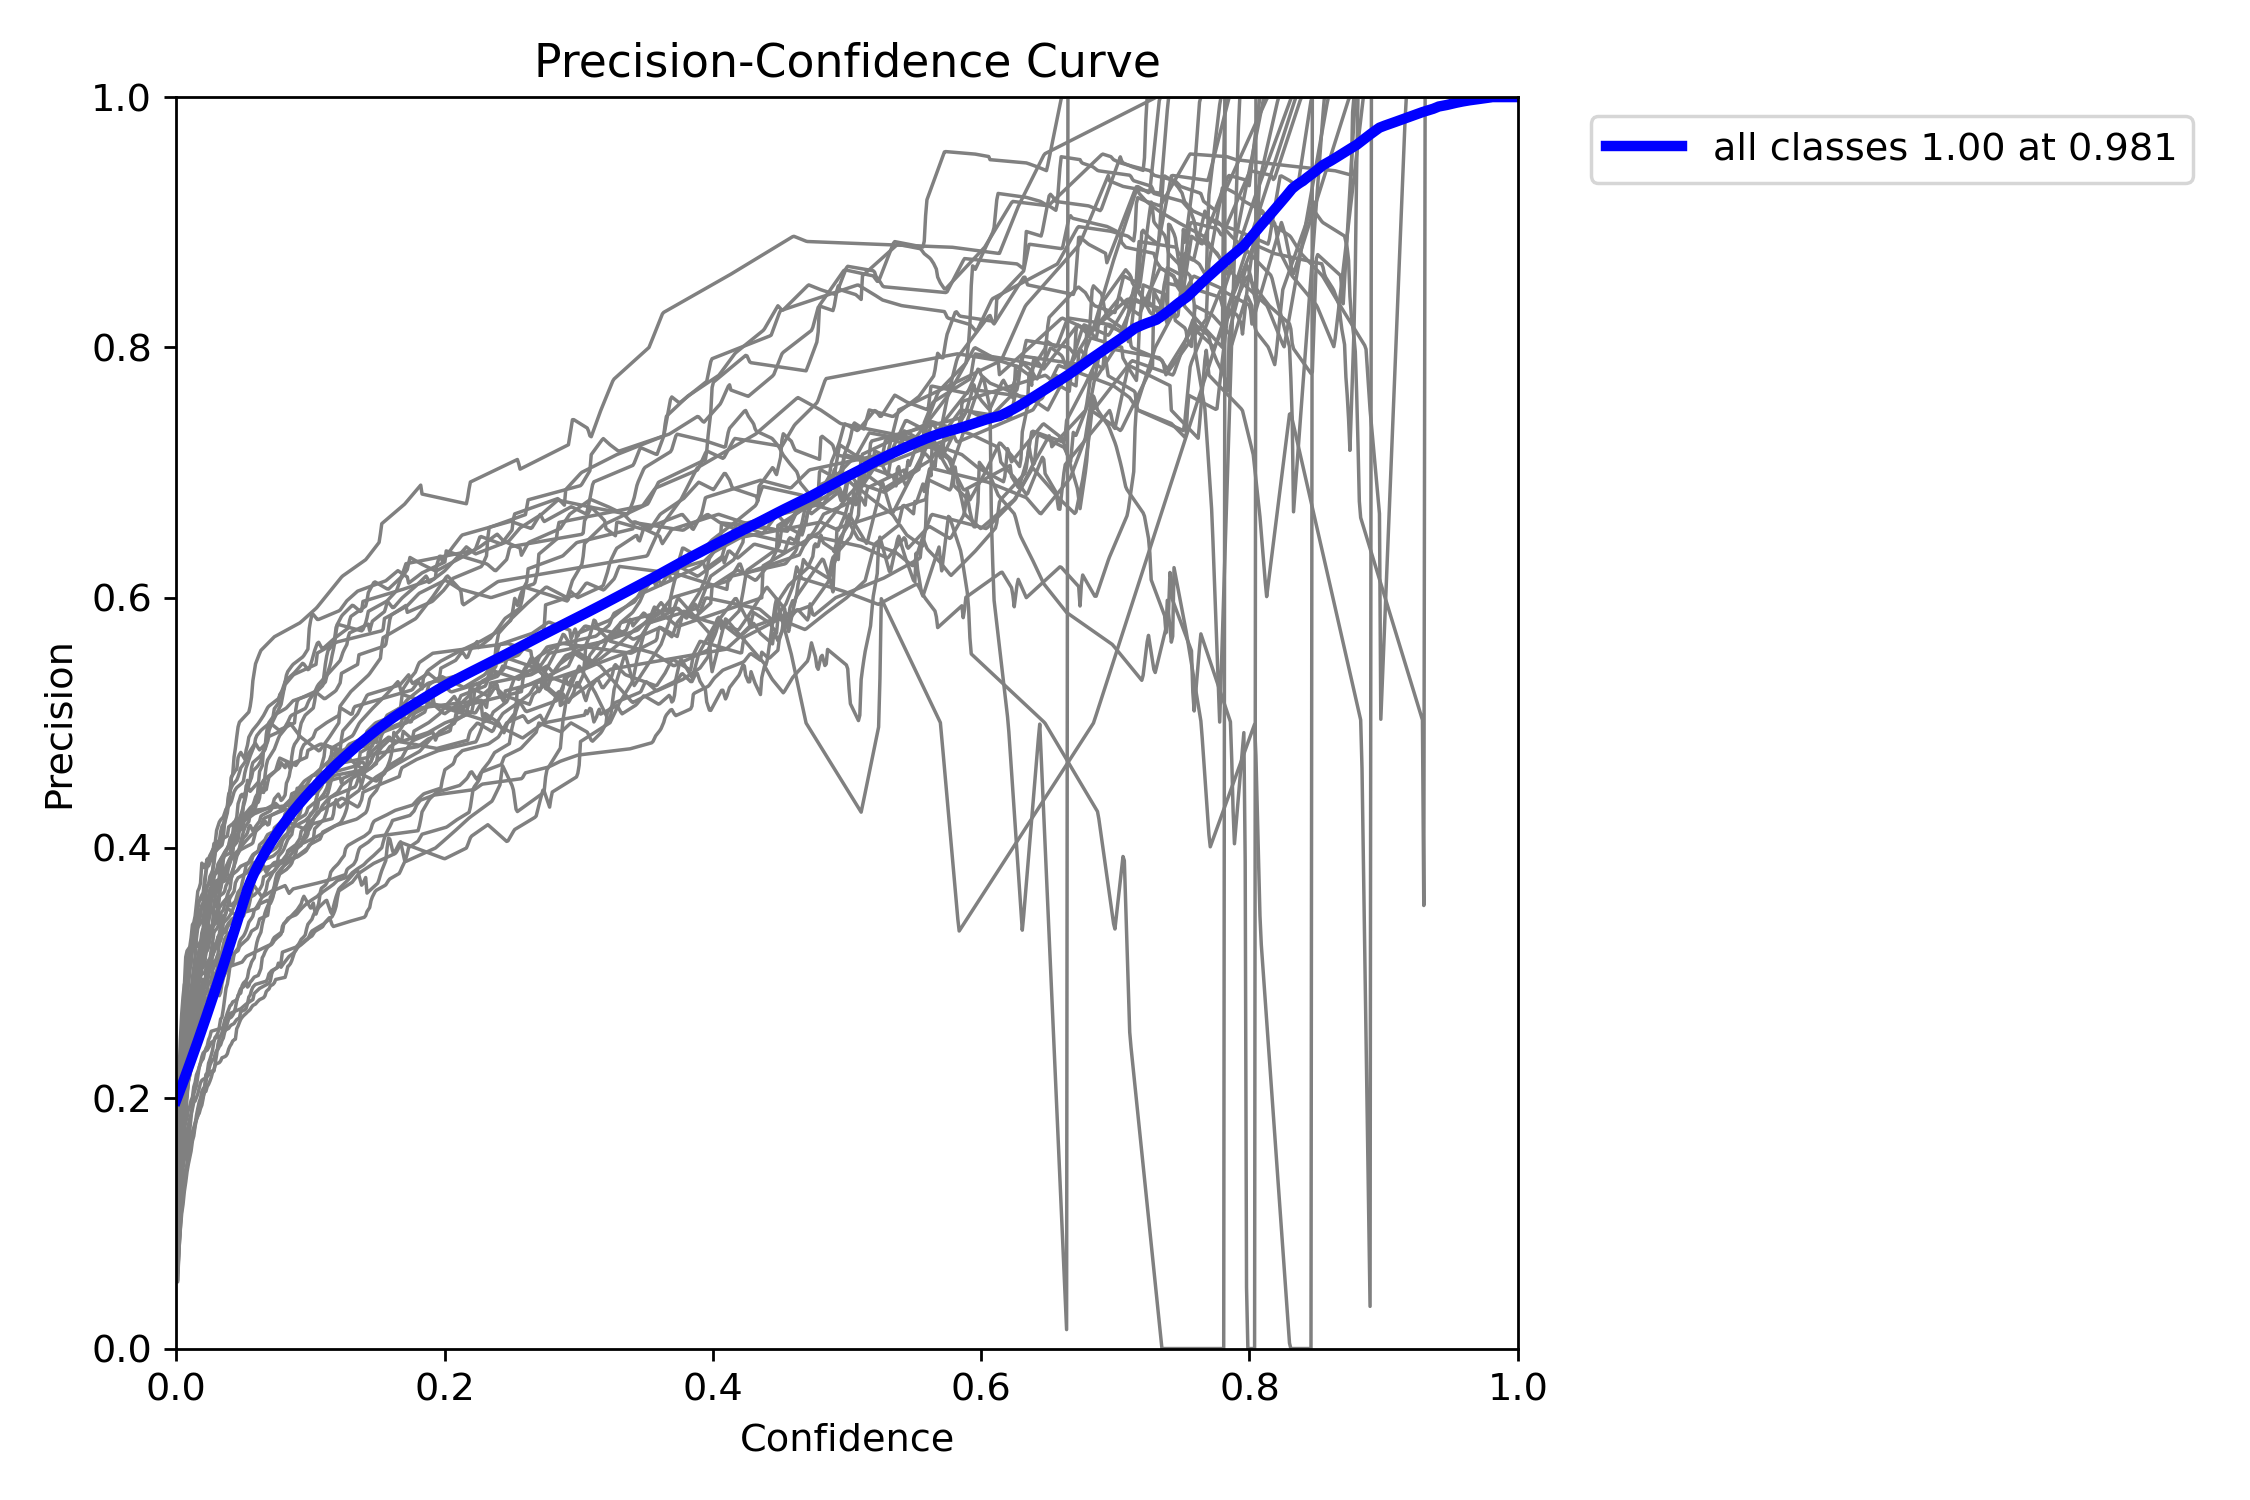 Precision-Confidence Curve
all classes 1.00 at 0.981
Precision
1.0
0.8
0.6
0.4
0.2
0.0
0.0 0.2 0.4 0.6 0.8 1.0
Confidence